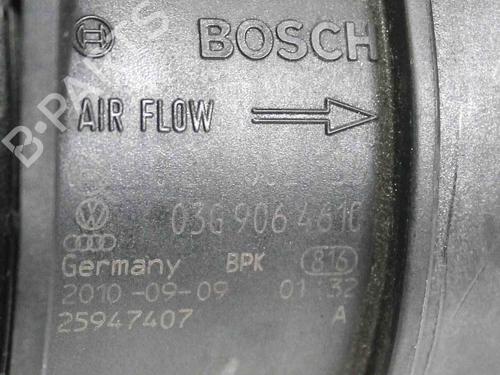 BOSCH
AIR FLOW
03G 906 461C
Germany BPK 816
2010-09-09 01:32
25947407 A
B-PARTS